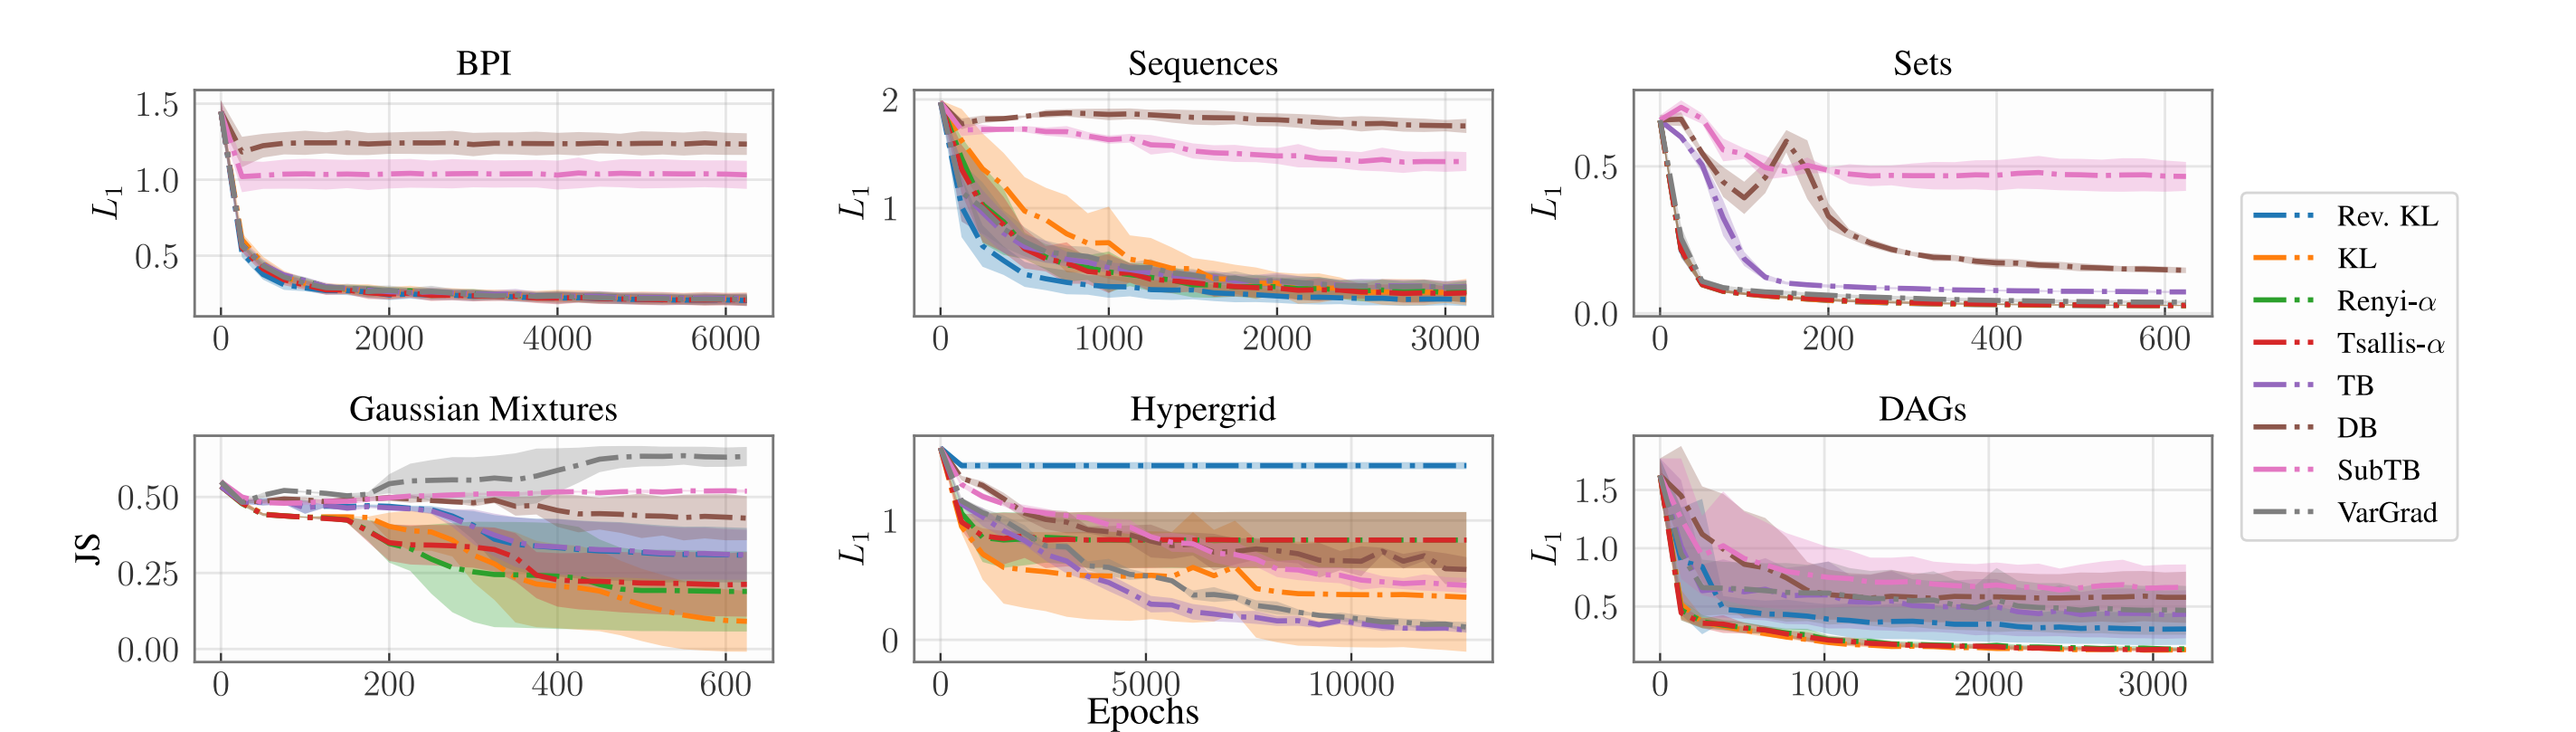 BPI
L1
1.5
1.0
0.5
0 2000 4000 6000
Sequences
L1
2
1
0 1000 2000 3000
Sets
L1
0.5
0.0
0 200 400 600
Gaussian Mixtures
JS
0.50
0.25
0.00
0 200 400 600
Hypergrid
L1
1
0
0 5000 10000
Epochs
DAGs
L1
1.5
1.0
0.5
0 1000 2000 3000
Rev. KL
KL
Renyi-α
Tsallis-α
TB
DB
SubTB
VarGrad